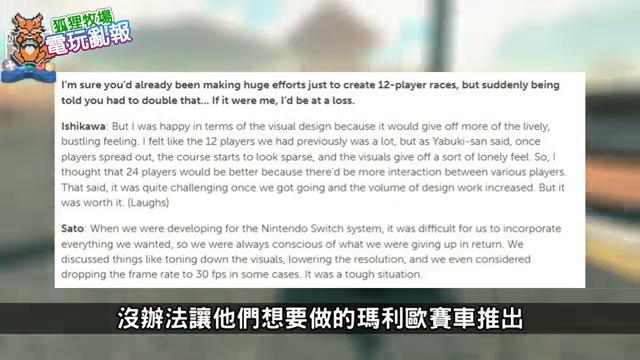 狐狸牧場
電玩亂報
I'm sure you'd already been making huge efforts just to create 12-player races, but suddenly being
told you had to double that... If it were me, I'd be at a loss.
Ishikawa: But I was happy in terms of the visual design because it would give off more of the lively,
bustling feeling. I felt like the 12 players we had previously was a lot, but as Yabuki-san said, once
players spread out, the course starts to look sparse, and the visuals give off a sort of lonely feel. So, I
thought that 24 players would be better because there'd be more interaction between various players.
That said, it was quite challenging once we got going and the volume of design work increased. But it
was worth it. (Laughs)
Sato: When we were developing for the Nintendo Switch system, it was difficult for us to incorporate
everything we wanted, so we were always conscious of what we were giving up in return. We
discussed things like toning down the visuals, lowering the resolution, and we even considered
dropping the frame rate to 30 fps in some cases. It was a tough situation.
沒辦法讓他們想要做的瑪利歐賽車推出